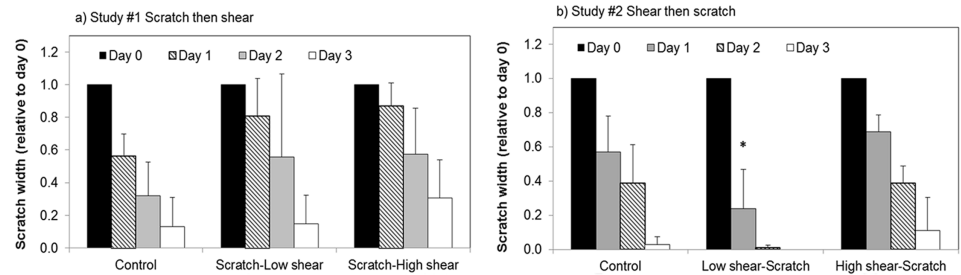 a) Study #1 Scratch then shear
Scratch width (relative to day 0)
1.2
1.0
0.8
0.6
0.4
0.2
0.0
Day 0 Day 1 Day 2 Day 3
Control Scratch-Low shear Scratch-High shear
b) Study #2 Shear then scratch
Scratch width (relative to day 0)
1.2
1.0
0.8
0.6
0.4
0.2
0.0
Day 0 Day 1 Day 2 Day 3
*
Control Low shear-Scratch High shear-Scratch